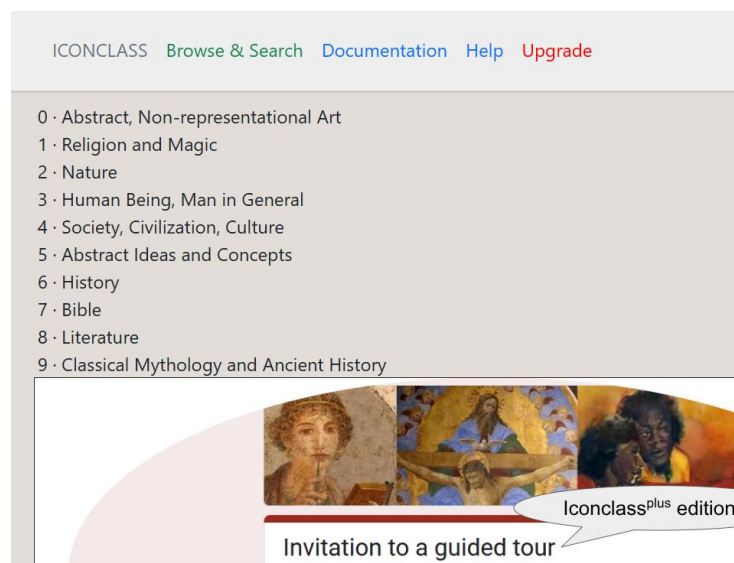 ICONCLASS Browse & Search Documentation Help Upgrade
0 · Abstract, Non-representational Art
1 · Religion and Magic
2 · Nature
3 · Human Being, Man in General
4 · Society, Civilization, Culture
5 · Abstract Ideas and Concepts
6 · History
7 · Bible
8 · Literature
9 · Classical Mythology and Ancient History
Iconclassplus edition
Invitation to a guided tour